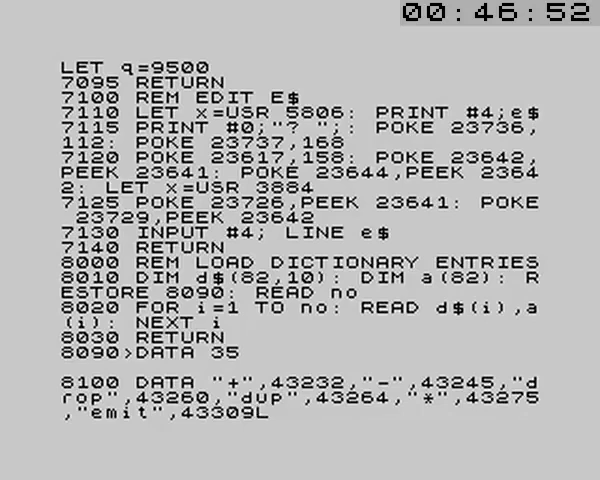 00:46:52
LET q=9500
7095 RETURN
7100 REM EDIT E$
7110 LET x=USR 5806: PRINT #4;e$
7115 PRINT #0;"? ";: POKE 23736,
112: POKE 23737,168
7120 POKE 23617,158: POKE 23642,
PEEK 23641: POKE 23644,PEEK 2364
2: LET x=USR 3884
7125 POKE 23726,PEEK 23641: POKE
 23729,PEEK 23642
7130 INPUT #4; LINE e$
7140 RETURN
8000 REM LOAD DICTIONARY ENTRIES
8010 DIM d$(82,10): DIM a(82): R
ESTORE 8090: READ no
8020 FOR i=1 TO no: READ d$(i),a
(i): NEXT i
8030 RETURN
8090>DATA 35
8100 DATA "+",43232,"-",43245,"d
rop",43260,"dup",43264,"*",43275
,"emit",43309L